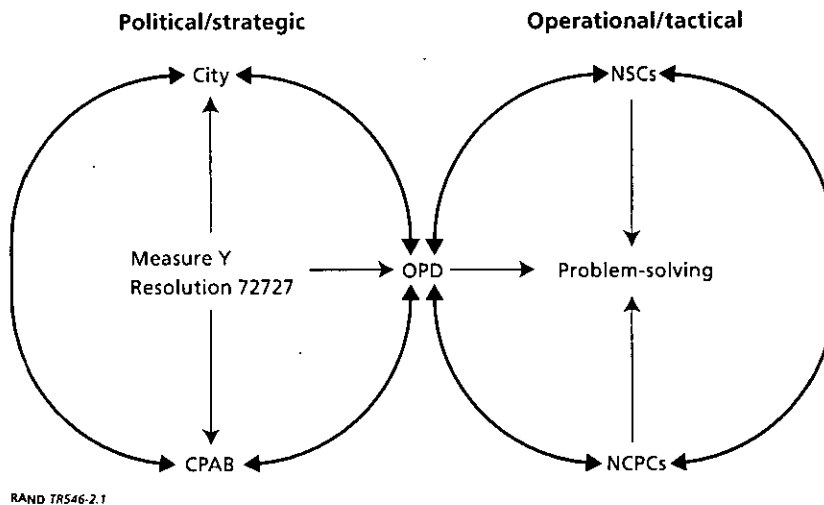 Political/strategic
Operational/tactical
City
NSCs
Measure Y
Resolution 72727
OPD
Problem-solving
CPAB
NCPCs
RAND TR546-2.1